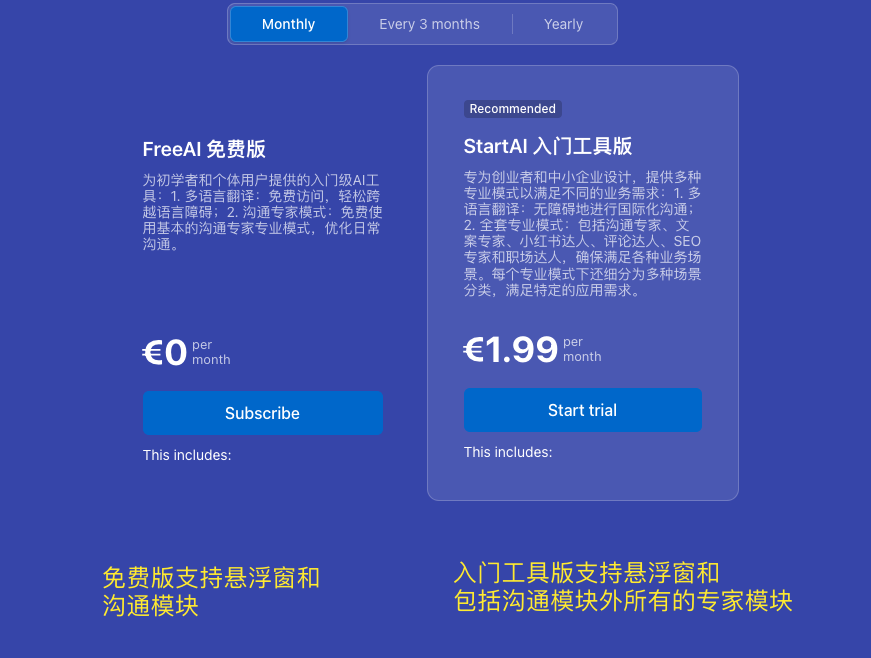 Monthly
Every 3 months
Yearly
FreeAI 免费版
为初学者和个体用户提供的入门级AI工
具：1. 多语言翻译：免费访问，轻松跨
越语言障碍；2. 沟通专家模式：免费使
用基本的沟通专家专业模式，优化日常
沟通。
€0 per
month
Subscribe
This includes:
Recommended
StartAI 入门工具版
专为创业者和中小企业设计，提供多种
专业模式以满足不同的业务需求：1. 多
语言翻译：无障碍地进行国际化沟通；
2. 全套专业模式：包括沟通专家、文
案专家、小红书达人、评论达人、SEO
专家和职场达人，确保满足各种业务场
景。每个专业模式下还细分为多种场景
分类，满足特定的应用需求。
€1.99 per
month
Start trial
This includes:
免费版支持悬浮窗和
沟通模块
入门工具版支持悬浮窗和
包括沟通模块外所有的专家模块